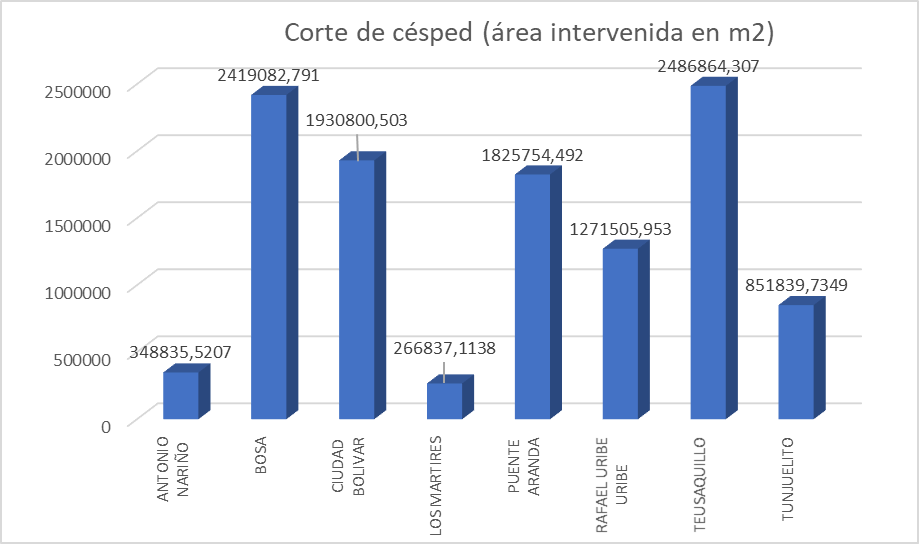 Corte de césped (área intervenida en m2)
2500000
2000000
1500000
1000000
500000
0
348835,5207
2419082,791
1930800,503
266837,1138
1825754,492
1271505,953
2486864,307
851839,7349
ANTONIO
NARIÑO
BOSA
CIUDAD
BOLIVAR
LOS MARTIRES
PUENTE
ARANDA
RAFAEL URIBE
URIBE
TEUSAQUILLO
TUNJUELITO